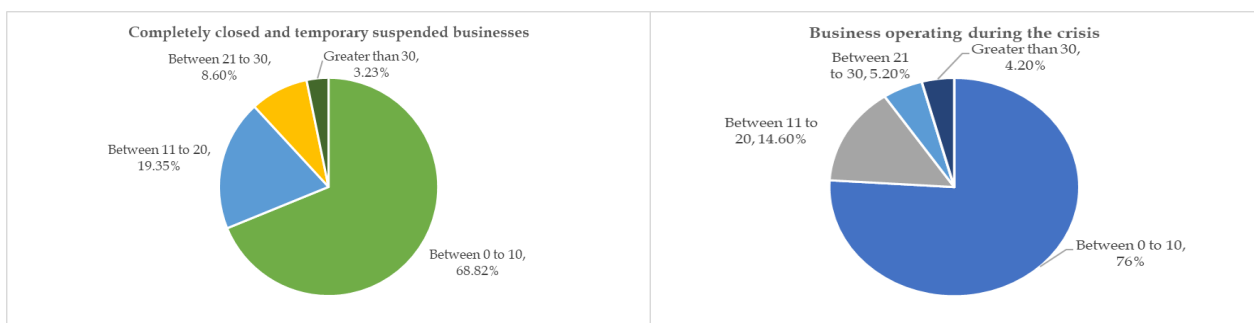 Completely closed and temporary suspended businesses
Between 21 to 30,
8.60%
Greater than 30,
3.23%
Between 11 to 20,
19.35%
Between 0 to 10,
68.82%
Business operating during the crisis
Between 21
to 30, 5.20%
Greater than 30,
4.20%
Between 11 to
20, 14.60%
Between 0 to 10,
76%